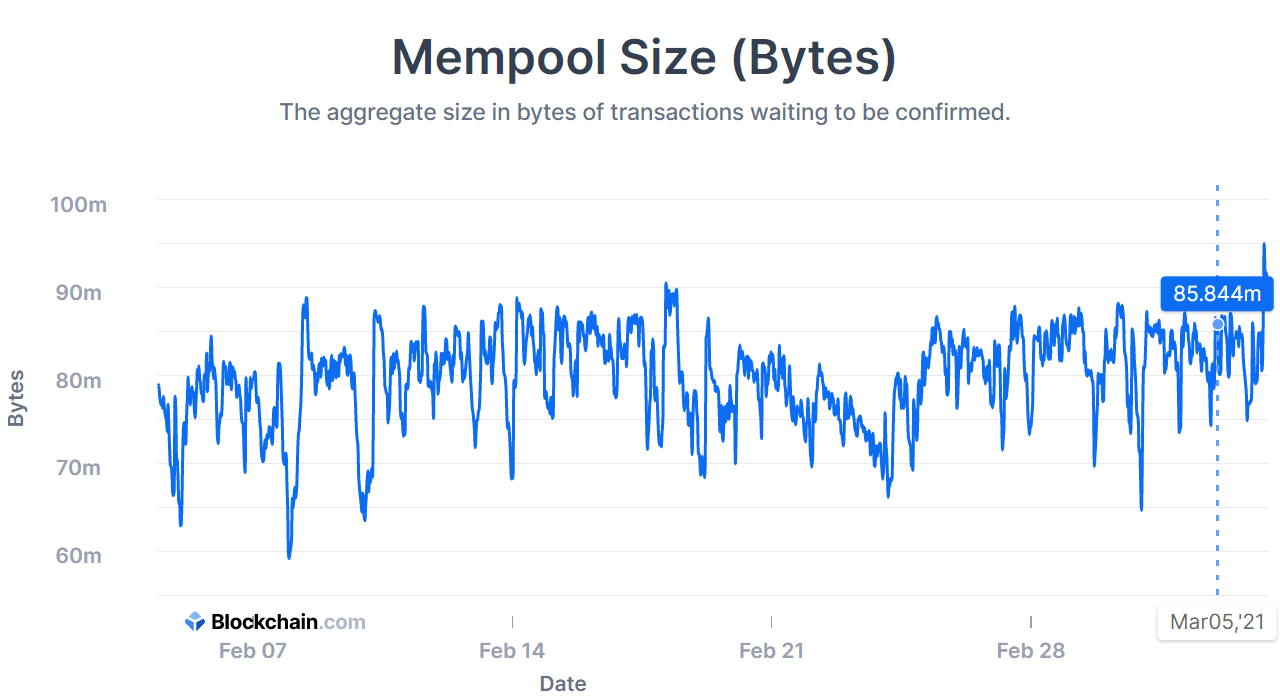 Mempool Size (Bytes)
The aggregate size in bytes of transactions waiting to be confirmed.
100m
90m
85.844m
80m
Bytes
70m
60m
Blockchain.com
Mar05,'21
Feb 07
Feb 14
Feb 21
Feb 28
Date